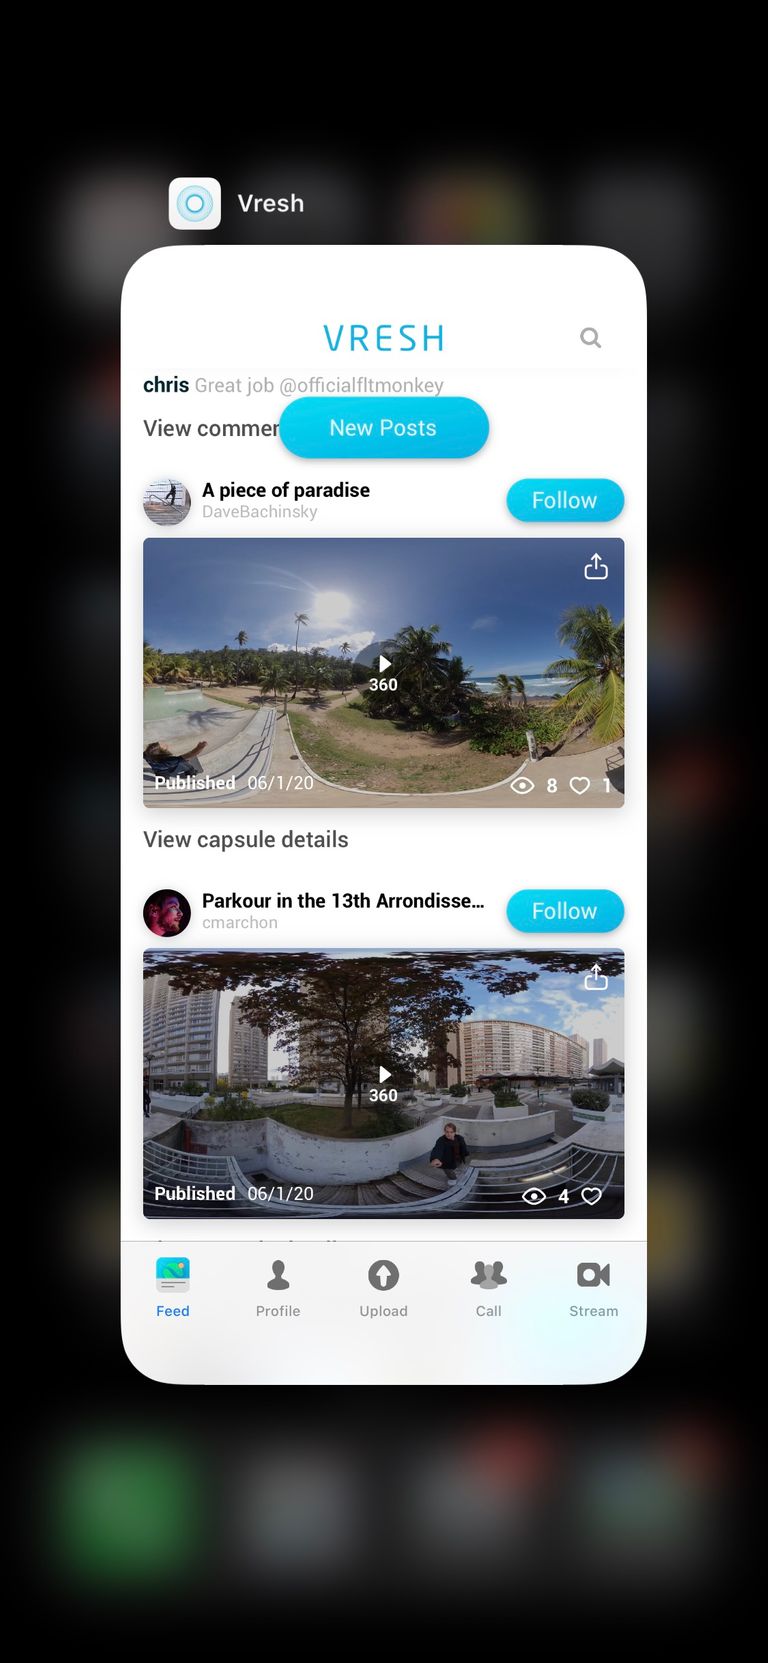 Vresh
VRESH
chris Great job @officialfltmonkey
View commen
New Posts
A piece of paradise
DaveBachinsky
Follow
360
Published 06/1/20
8 1
View capsule details
Parkour in the 13th Arrondisse...
cmarchon
Follow
360
Published 06/1/20
4
Feed Profile Upload Call Stream